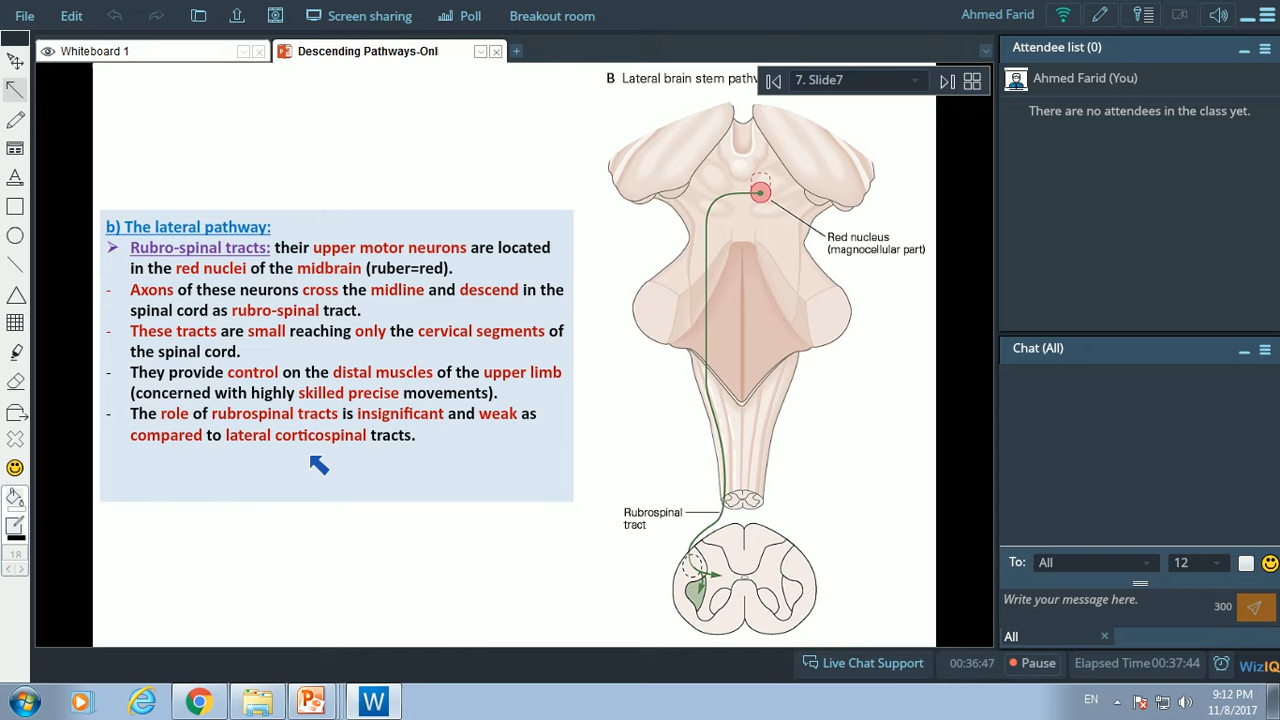 File Edit Screen sharing Poll Breakout room Ahmed Farid
Whiteboard 1 Descending Pathways-Onl
7. Slide7
B Lateral brain stem pathw
b) The lateral pathway:
➢ Rubro-spinal tracts: their upper motor neurons are located
in the red nuclei of the midbrain (ruber=red).
- Axons of these neurons cross the midline and descend in the
spinal cord as rubro-spinal tract.
- These tracts are small reaching only the cervical segments of
the spinal cord.
- They provide control on the distal muscles of the upper limb
(concerned with highly skilled precise movements).
- The role of rubrospinal tracts is insignificant and weak as
compared to lateral corticospinal tracts.
Red nucleus
(magnocellular part)
Rubrospinal
tract
Attendee list (0)
Ahmed Farid (You)
There are no attendees in the class yet.
Chat (All)
To: All 12
Write your message here. 300
All
Live Chat Support 00:36:47 Pause Elapsed Time 00:37:44 WizIQ
EN 9:12 PM
11/8/2017